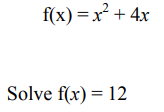 f(x) = x² + 4x
Solve f(x) = 12